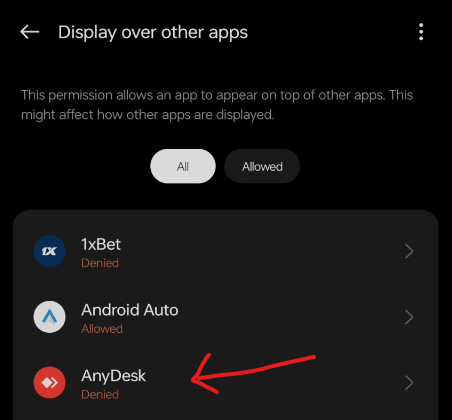 Display over other apps
This permission allows an app to appear on top of other apps. This
might affect how other apps are displayed.
All
Allowed
1xBet
Denied
Android Auto
Allowed
AnyDesk
Denied